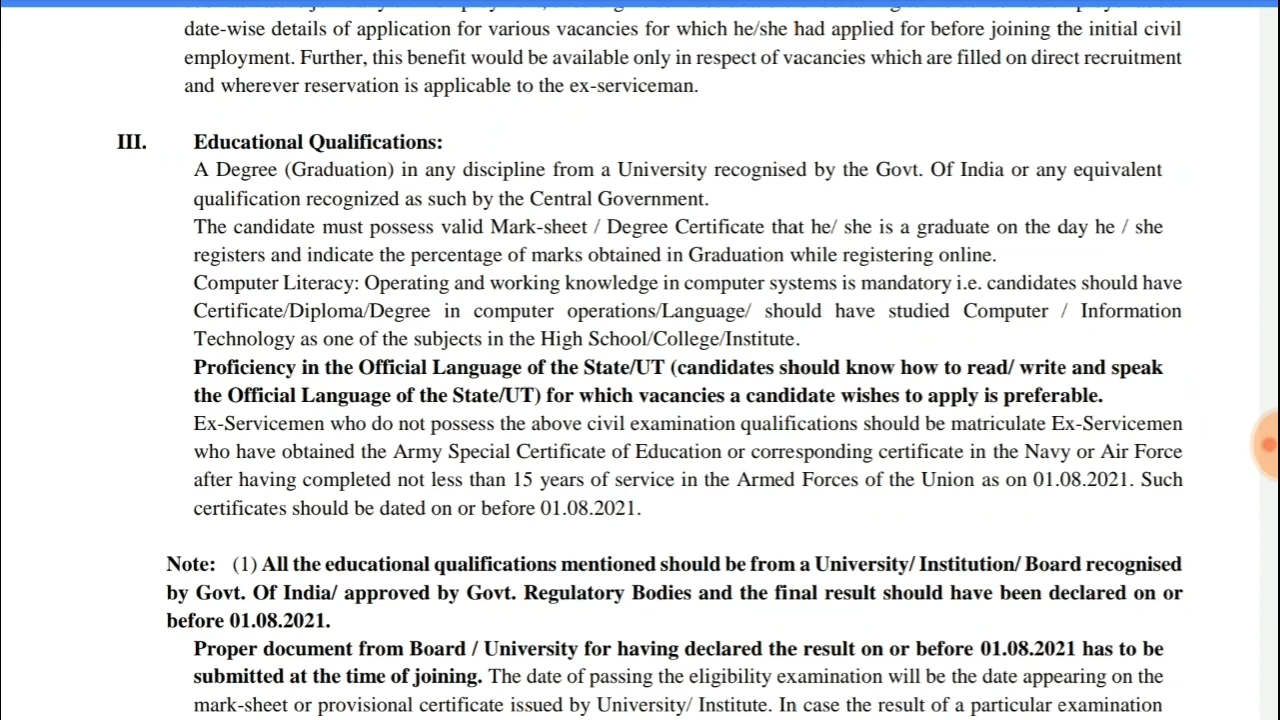 date-wise details of application for various vacancies for which he/she had applied for before joining the initial civil
employment. Further, this benefit would be available only in respect of vacancies which are filled on direct recruitment
and wherever reservation is applicable to the ex-serviceman.
III. Educational Qualifications:
A Degree (Graduation) in any discipline from a University recognised by the Govt. Of India or any equivalent
qualification recognized as such by the Central Government.
The candidate must possess valid Mark-sheet / Degree Certificate that he/ she is a graduate on the day he / she
registers and indicate the percentage of marks obtained in Graduation while registering online.
Computer Literacy: Operating and working knowledge in computer systems is mandatory i.e. candidates should have
Certificate/Diploma/Degree in computer operations/Language/ should have studied Computer / Information
Technology as one of the subjects in the High School/College/Institute.
Proficiency in the Official Language of the State/UT (candidates should know how to read/ write and speak
the Official Language of the State/UT) for which vacancies a candidate wishes to apply is preferable.
Ex-Servicemen who do not possess the above civil examination qualifications should be matriculate Ex-Servicemen
who have obtained the Army Special Certificate of Education or corresponding certificate in the Navy or Air Force
after having completed not less than 15 years of service in the Armed Forces of the Union as on 01.08.2021. Such
certificates should be dated on or before 01.08.2021.
Note: (1) All the educational qualifications mentioned should be from a University/ Institution/ Board recognised
by Govt. Of India/ approved by Govt. Regulatory Bodies and the final result should have been declared on or
before 01.08.2021.
Proper document from Board / University for having declared the result on or before 01.08.2021 has to be
submitted at the time of joining. The date of passing the eligibility examination will be the date appearing on the
mark-sheet or provisional certificate issued by University/ Institute. In case the result of a particular examination